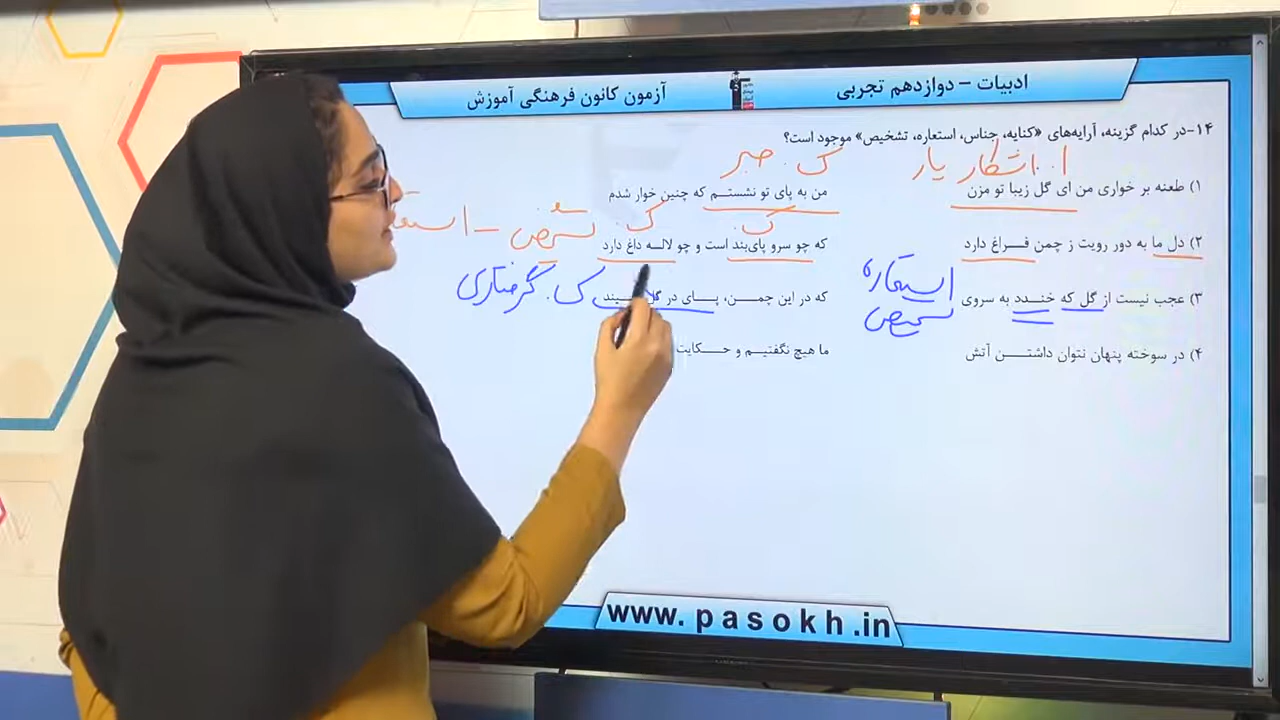 ادبیات – دوازدهم تجربی
آزمون کانون فرهنگی آموزش
۱۴-در کدام گزینه، آرایه‌های «کنایه، جناس، استعاره، تشخیص» موجود است؟
ا. اشکار یار
ک. صبر
۱) طعنه بر خواری من ای گل زیبا تو مزن
من به پای تو نشستم که چنین خوار شدم
ک.
ک.
تشخیص -
۲) دل ما به دور رویت ز چمن فراغ دارد
که چو سرو پای‌بند است و چو لاله داغ دارد
استعاره
تشخیص
ک. گرفتاری
۳) عجب نیست از گل که خندد به سروی
که در این چمن، پای در گل
۴) در سوخته پنهان نتوان داشتن آتش
ما هیچ نگفتیم و حکایت
www.pasokh.in